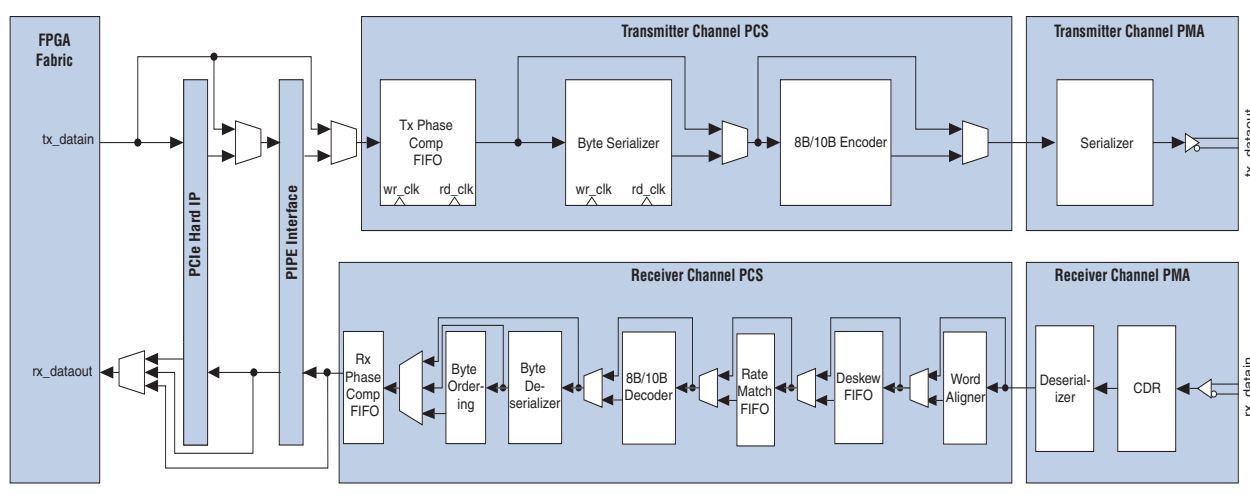 FPGA
Fabric
Transmitter Channel PCS
Transmitter Channel PMA
tx_datain
Tx Phase
Comp
FIFO
wr_clk
rd_clk
Byte Serializer
wr_clk
rd_clk
8B/10B Encoder
Serializer
tx_dataout
PCIe Hard IP
PIPE Interface
Receiver Channel PCS
Receiver Channel PMA
rx_dataout
Rx
Phase
Comp
FIFO
Byte
Order-
ing
Byte
De-
serializer
8B/10B
Decoder
Rate
Match
FIFO
Deskew
FIFO
Word
Aligner
Deserial-
izer
CDR
rx_datain